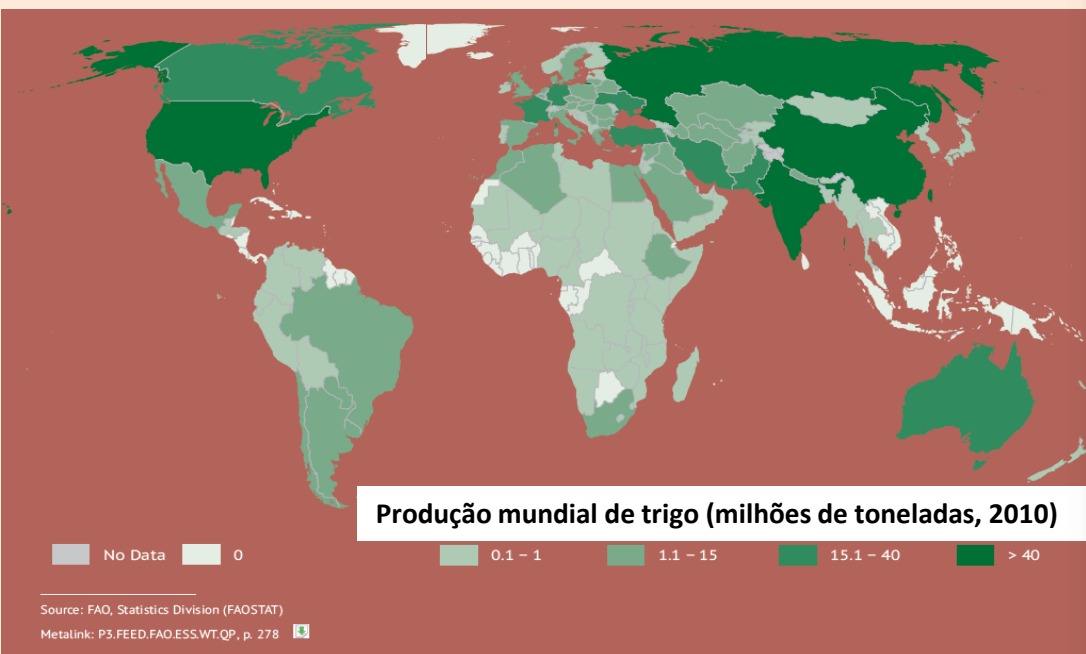 Produção mundial de trigo (milhões de toneladas, 2010)
No Data 0 0.1 – 1 1.1 – 15 15.1 – 40 > 40
Source: FAO, Statistics Division (FAOSTAT)
Metalink: P3.FEED.FAO.ESS.WT.QP, p. 278